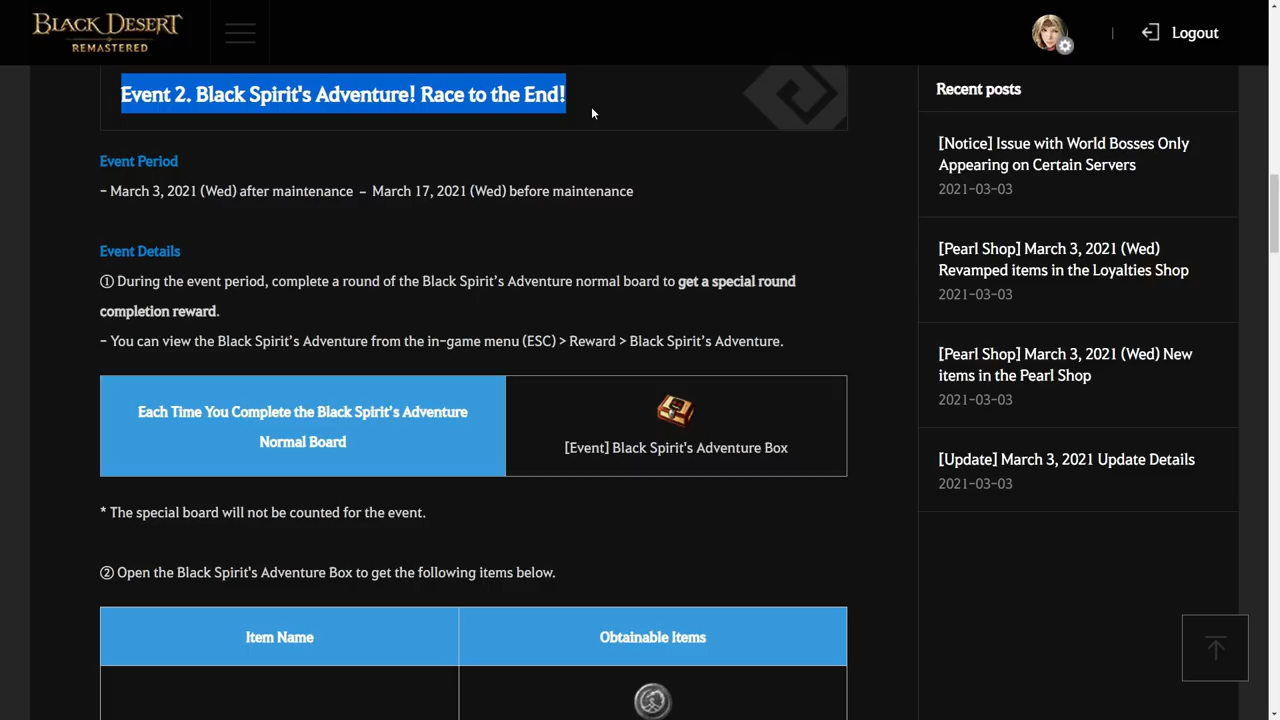 BLACK DESERT
REMASTERED
Logout
Event 2. Black Spirit's Adventure! Race to the End!
Event Period
- March 3, 2021 (Wed) after maintenance – March 17, 2021 (Wed) before maintenance
Event Details
① During the event period, complete a round of the Black Spirit's Adventure normal board to get a special round
completion reward.
- You can view the Black Spirit's Adventure from the in-game menu (ESC) > Reward > Black Spirit's Adventure.
Each Time You Complete the Black Spirit's Adventure
Normal Board
[Event] Black Spirit's Adventure Box
* The special board will not be counted for the event.
② Open the Black Spirit's Adventure Box to get the following items below.
Item Name
Obtainable Items
Recent posts
[Notice] Issue with World Bosses Only
Appearing on Certain Servers
2021-03-03
[Pearl Shop] March 3, 2021 (Wed)
Revamped items in the Loyalties Shop
2021-03-03
[Pearl Shop] March 3, 2021 (Wed) New
items in the Pearl Shop
2021-03-03
[Update] March 3, 2021 Update Details
2021-03-03